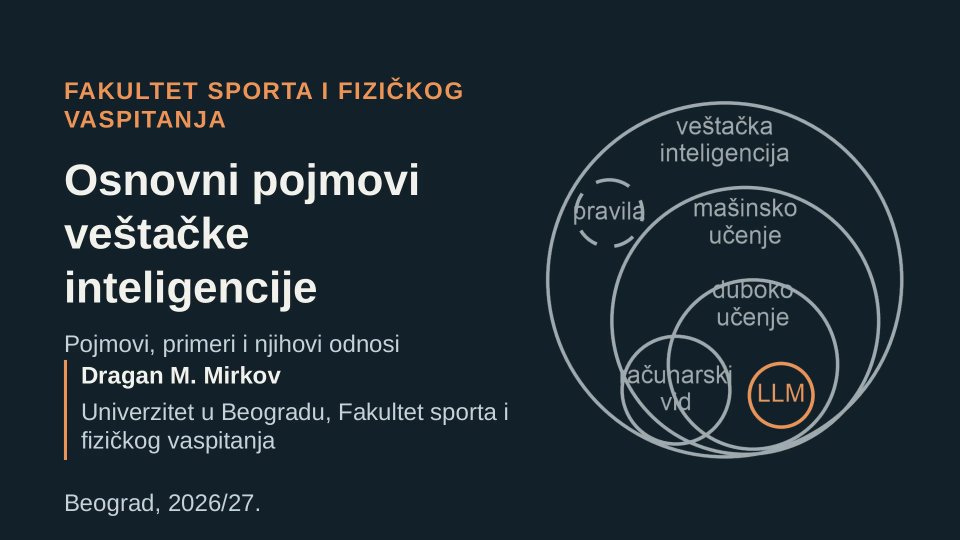 FAKULTET SPORTA I FIZIČKOG
VASPITANJA
Osnovni pojmovi
veštačke
inteligencije
Pojmovi, primeri i njihovi odnosi
Dragan M. Mirkov
Univerzitet u Beogradu, Fakultet sporta i
fizičkog vaspitanja
Beograd, 2026/27.
veštačka
inteligencija
pravila
mašinsko
učenje
duboko
učenje
računarski
vid
LLM